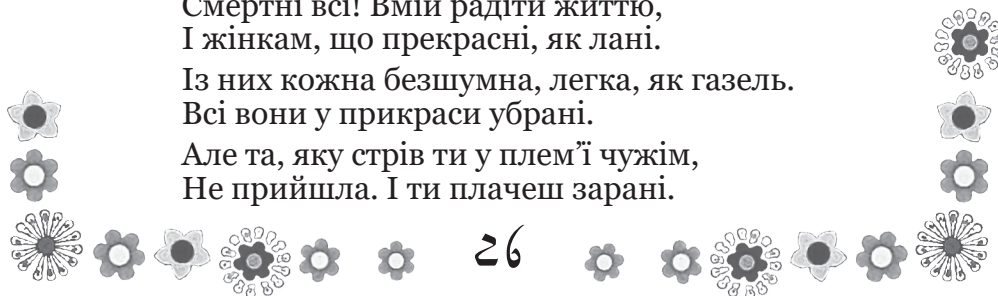 Смертні всі! Вмій радіти життю,
І жінкам, що прекрасні, як лані.
Із них кожна безшумна, легка, як газель.
Всі вони у прикраси убрані.
Але та, яку стрів ти у плем’ї чужім,
Не прийшла. І ти плачеш зарані.
26